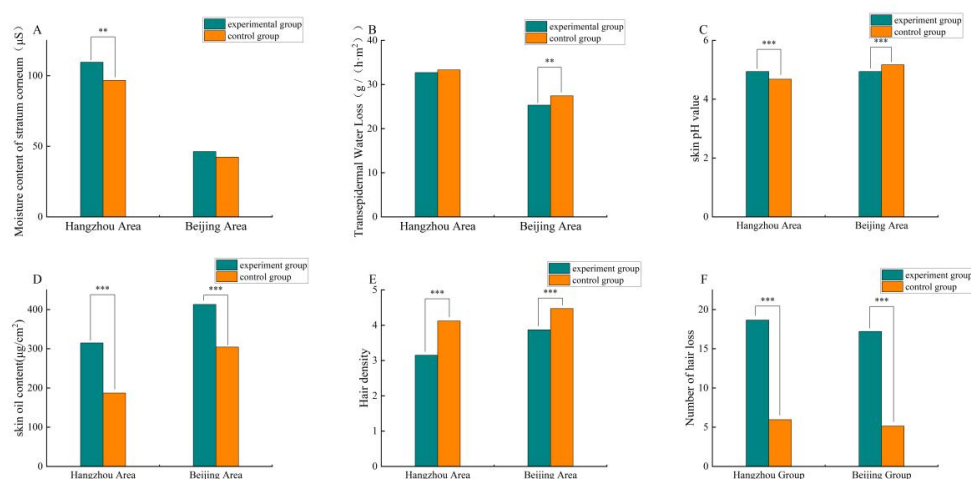 A
experimental group
control group
Moisture content of stratum corneum（μS）
100
50
0
**
Hangzhou Area
Beijing Area
B
experimental group
control group
Transepidermal Water Loss（g /（h·m²））
40
30
20
10
0
**
Hangzhou Area
Beijing Area
C
experiment group
control group
skin pH value
6
4
2
0
***
***
Hangzhou Area
Beijing Area
D
experiment group
control group
skin oil content(μg/cm²)
400
300
200
100
0
***
***
Hangzhou Area
Beijing Area
E
experiment group
control group
Hair density
5
4
3
2
1
0
***
***
Hangzhou Area
Beijing Area
F
experiment group
control group
Number of hair loss
20
15
10
5
0
***
***
Hangzhou Group
Beijing Group